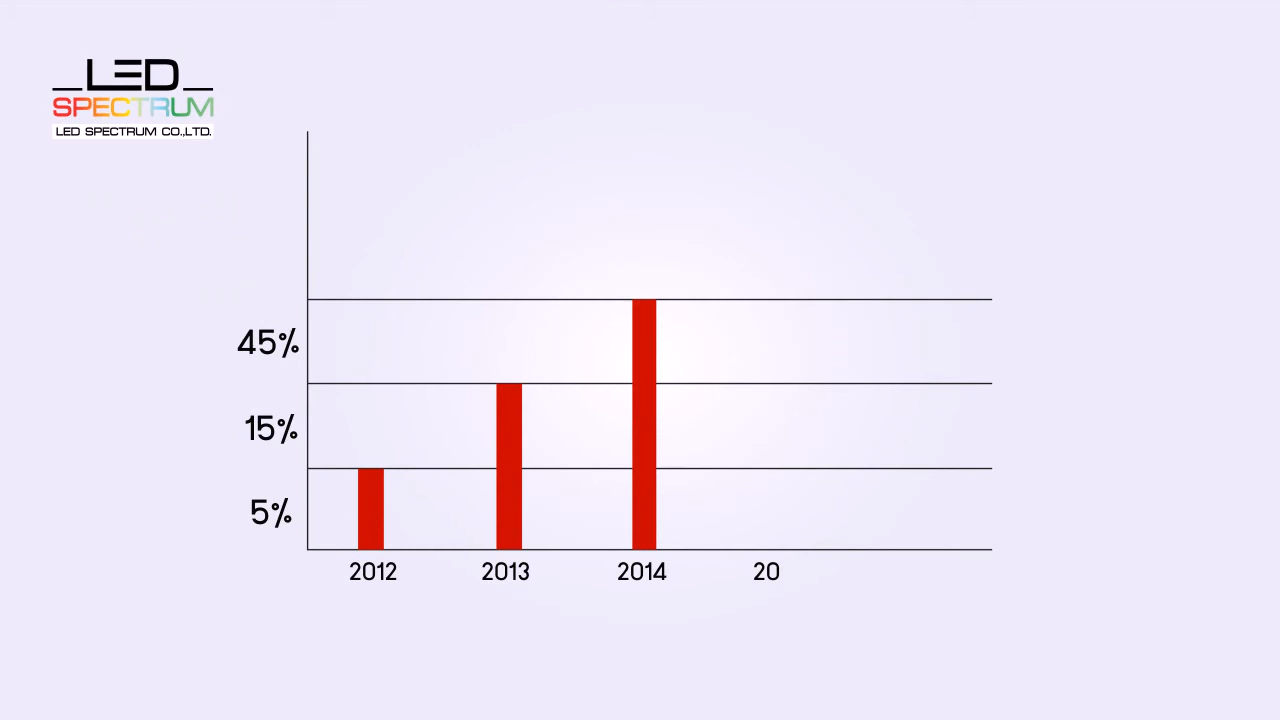 LED
SPECTRUM
LED SPECTRUM CO.,LTD.
45%
15%
5%
2012 2013 2014 20